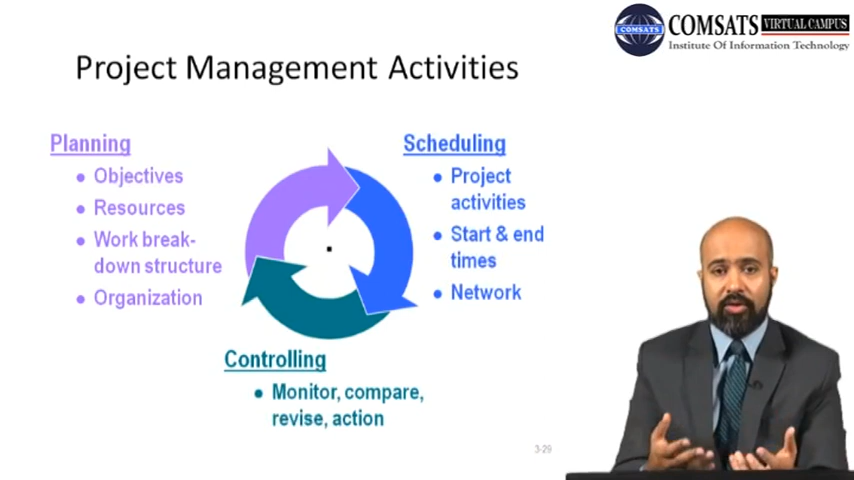 COMSATS
COMSATS VIRTUAL CAMPUS
Institute Of Information Technology
Project Management Activities
Planning
• Objectives
• Resources
• Work break-
down structure
• Organization
Scheduling
• Project
activities
• Start & end
times
• Network
Controlling
• Monitor, compare,
revise, action
3-29